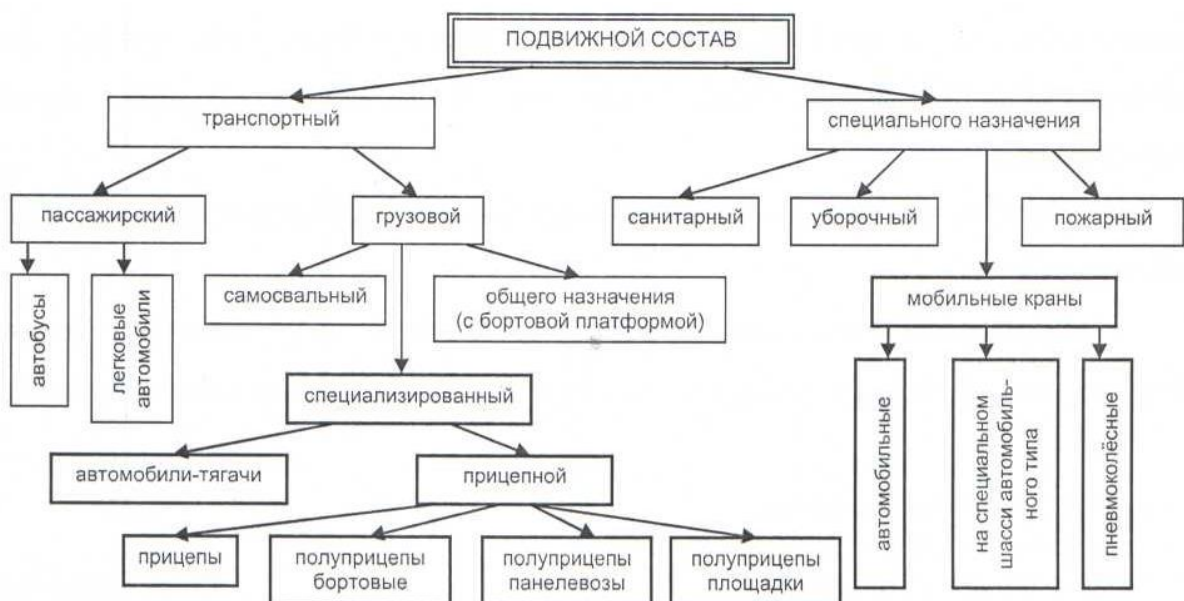 ПОДВИЖНОЙ СОСТАВ
транспортный
специального назначения
пассажирский
грузовой
санитарный
уборочный
пожарный
автобусы
легковые
автомобили
самосвальный
общего назначения
(с бортовой платформой)
мобильные краны
специализированный
автомобильные
на специальном
шасси автомобиль-
ного типа
пневмоколёсные
автомобили-тягачи
прицепной
прицепы
полуприцепы
бортовые
полуприцепы
панелевозы
полуприцепы
площадки